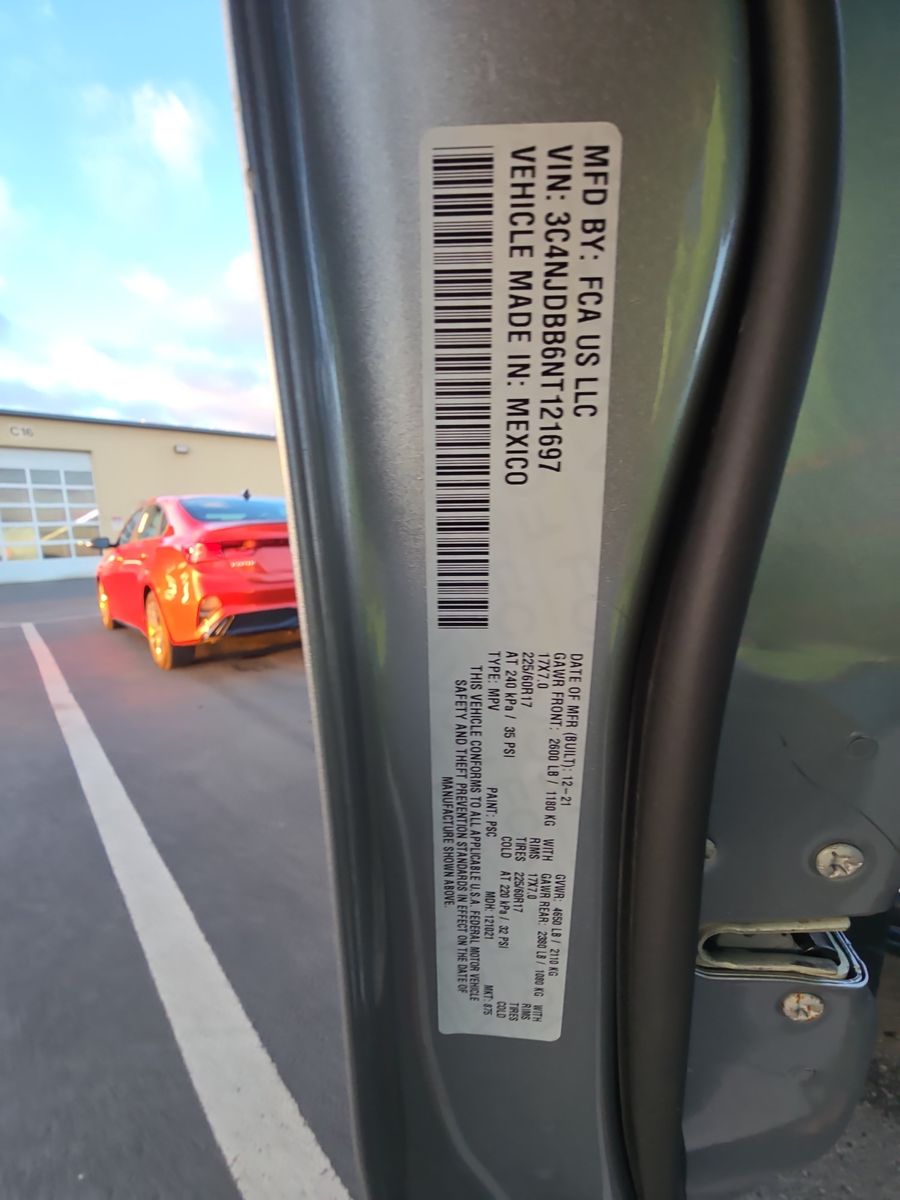 MFD BY: FCA US LLC
VIN: 3C4NJDBB6NT121697
VEHICLE MADE IN: MEXICO
DATE OF MFR (BUILT): 12-21 GVWR: 4650 LB / 2110 KG
GAWR FRONT: 2600 LB / 1180 KG WITH GAWR REAR: 2380 LB / 1080 KG WITH
17X7.0 RIMS 17X7.0 RIMS
225/60R17 TIRES 225/60R17 TIRES
AT 240 kPa / 35 PSI COLD AT 220 kPa / 32 PSI COLD
TYPE: MPV PAINT: PSC MDH: 121021 MKT: 875
THIS VEHICLE CONFORMS TO ALL APPLICABLE U.S.A. FEDERAL MOTOR VEHICLE
SAFETY AND THEFT PREVENTION STANDARDS IN EFFECT ON THE DATE OF
MANUFACTURE SHOWN ABOVE.
C16